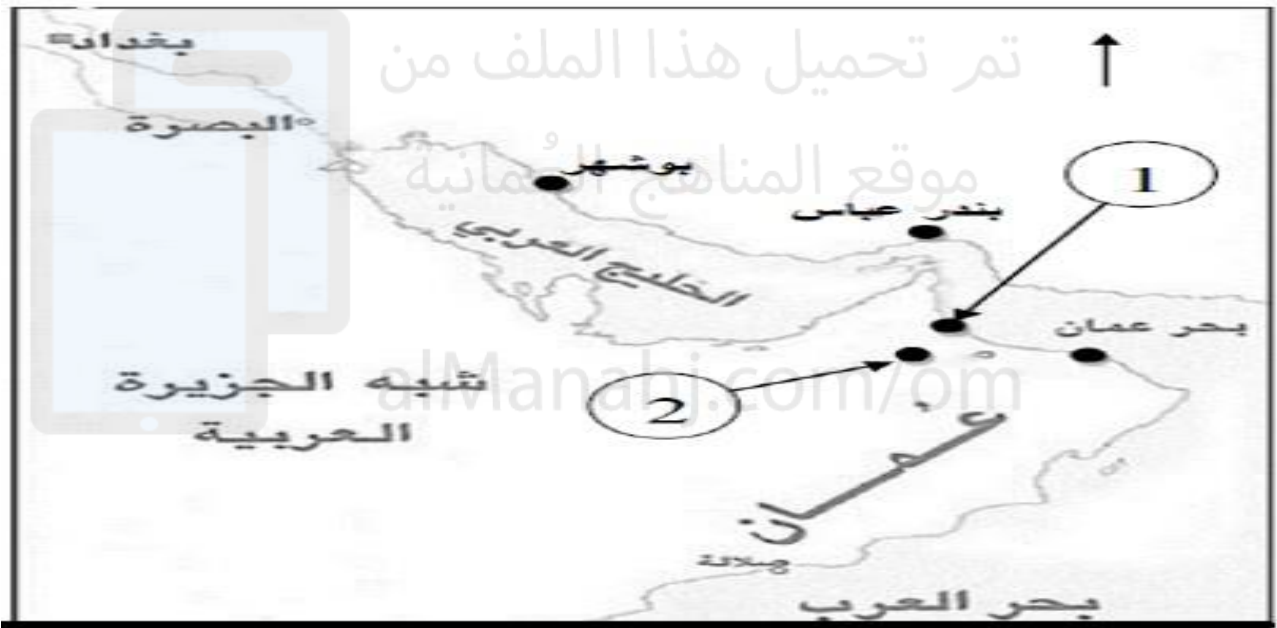 تم تحميل هذا الملف من
موقع المناهج العُمانية
alManahj.com/om
بغداد
البصرة
بوشهر
بندر عباس
1
الخليج العربي
بحر عمان
2
شبه الجزيرة
العربية
عُمان
صلالة
بحر العرب